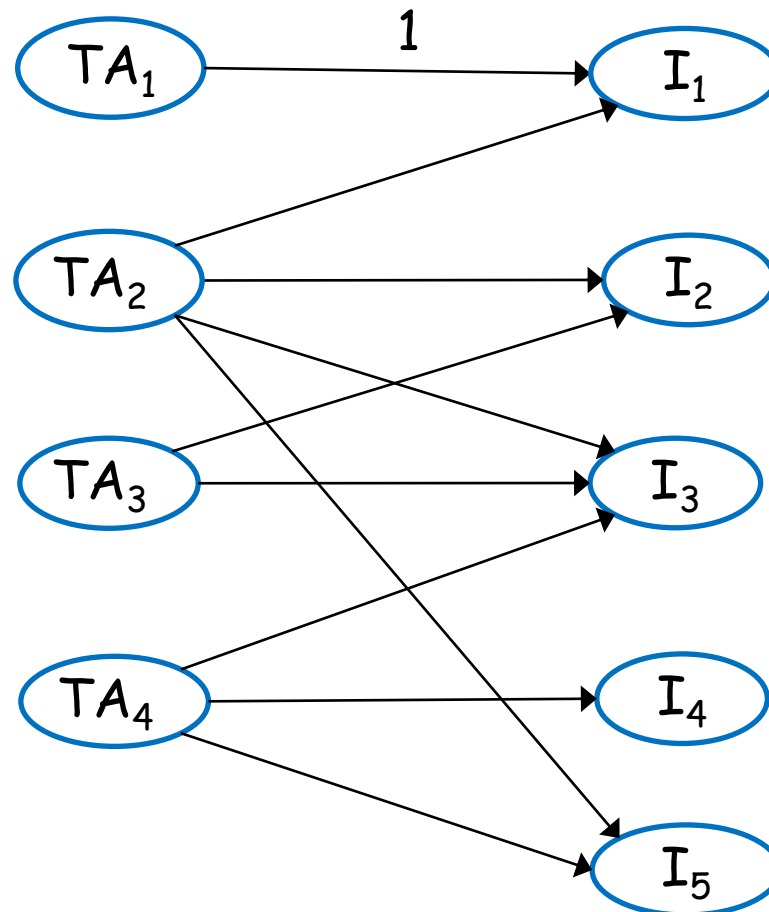 1
TA₁ I₁
TA₂ I₂
TA₃ I₃
TA₄ I₄
I₅